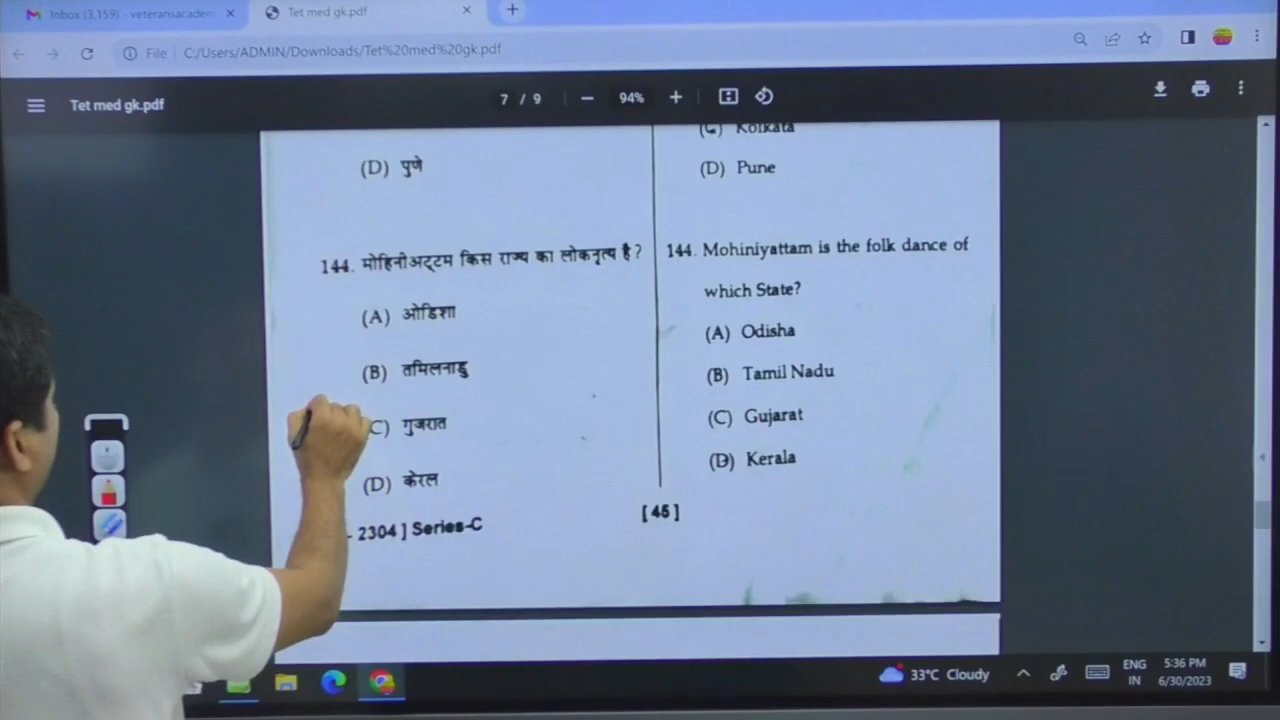 Inbox (3,159) - veteransacadem
Tet med gk.pdf
File C:/Users/ADMIN/Downloads/Tet%20med%20gk.pdf
Tet med gk.pdf
7 / 9
94%
(D) पुणे
(C) Kolkata
(D) Pune
144. मोहिनीअट्टम किस राज्य का लोकनृत्य है?
(A) ओडिशा
(B) तमिलनाडु
C) गुजरात
(D) केरल
- 2304 ] Series-C
144. Mohiniyattam is the folk dance of
which State?
(A) Odisha
(B) Tamil Nadu
(C) Gujarat
(D) Kerala
[ 45 ]
33°C Cloudy
ENG
IN
5:36 PM
6/30/2023